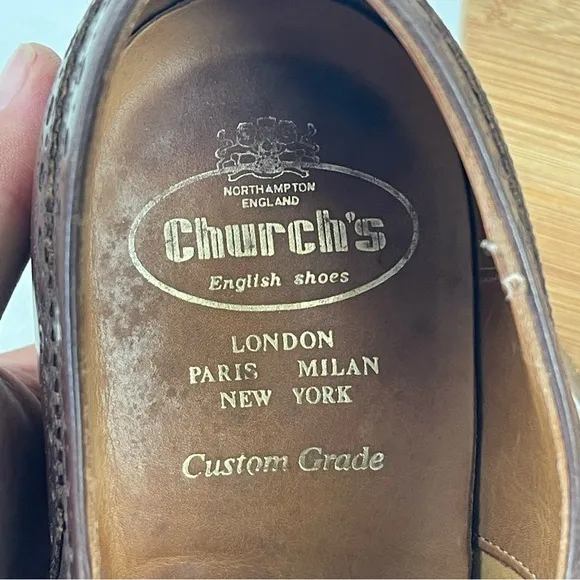 NORTHAMPTON
ENGLAND
Church's
English shoes
LONDON
PARIS MILAN
NEW YORK
Custom Grade